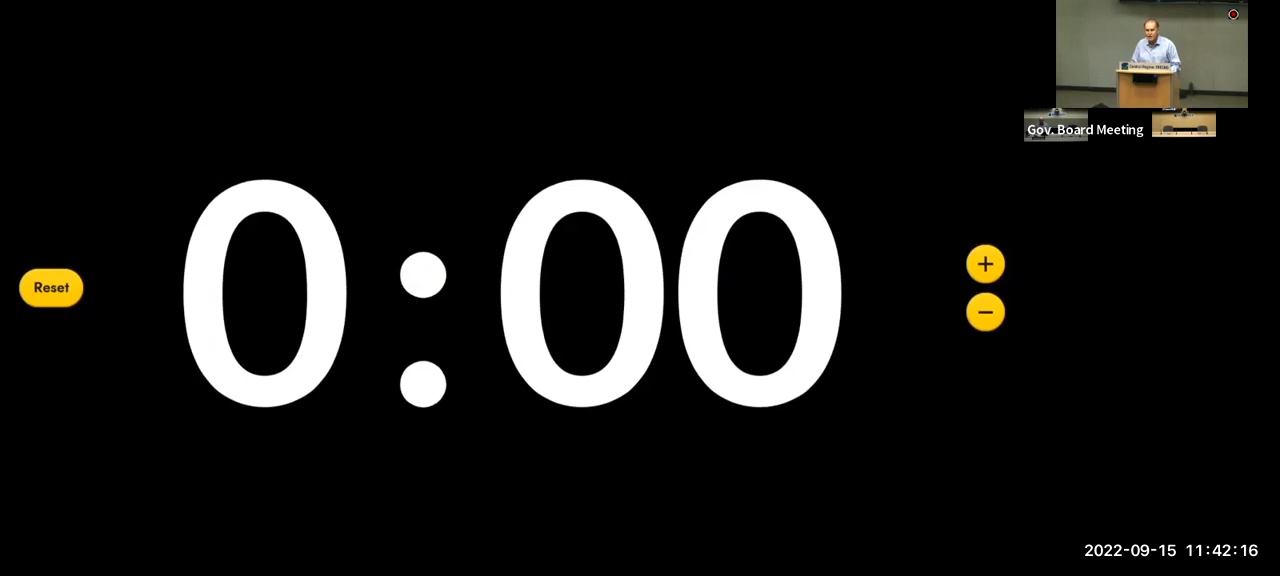 Gov. Board Meeting
0:00
Reset
+
−
2022-09-15 11:42:16